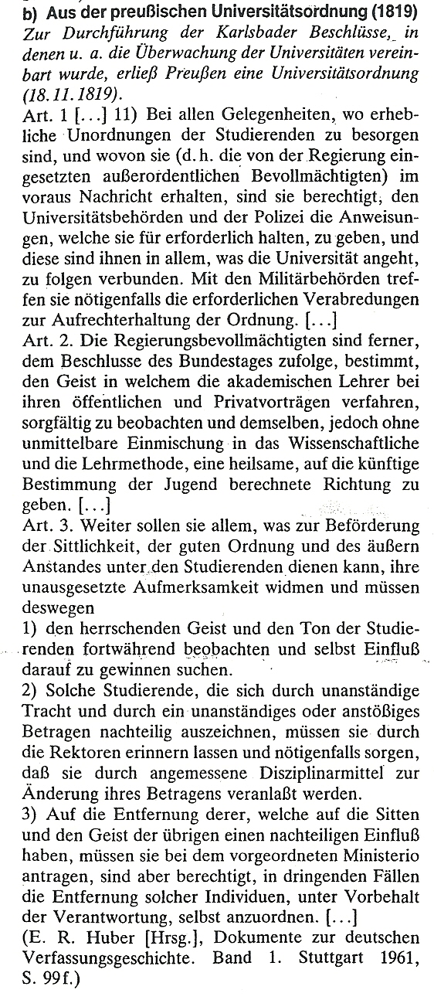 b) Aus der preußischen Universitätsordnung (1819)
Zur Durchführung der Karlsbader Beschlüsse, in
denen u. a. die Überwachung der Universitäten verein-
bart wurde, erließ Preußen eine Universitätsordnung
(18. 11. 1819).
Art. 1 [...] 11) Bei allen Gelegenheiten, wo erheb-
liche Unordnungen der Studierenden zu besorgen
sind, und wovon sie (d. h. die von der Regierung ein-
gesetzten außerordentlichen Bevollmächtigten) im
voraus Nachricht erhalten, sind sie berechtigt, den
Universitätsbehörden und der Polizei die Anweisun-
gen, welche sie für erforderlich halten, zu geben, und
diese sind ihnen in allem, was die Universität angeht,
zu folgen verbunden. Mit den Militärbehörden tref-
fen sie nötigenfalls die erforderlichen Verabredungen
zur Aufrechterhaltung der Ordnung. [...]
Art. 2. Die Regierungsbevollmächtigten sind ferner,
dem Beschlusse des Bundestages zufolge, bestimmt,
den Geist in welchem die akademischen Lehrer bei
ihren öffentlichen und Privatvorträgen verfahren,
sorgfältig zu beobachten und demselben, jedoch ohne
unmittelbare Einmischung in das Wissenschaftliche
und die Lehrmethode, eine heilsame, auf die künftige
Bestimmung der Jugend berechnete Richtung zu
geben. [...]
Art. 3. Weiter sollen sie allem, was zur Beförderung
der Sittlichkeit, der guten Ordnung und des äußern
Anstandes unter den Studierenden dienen kann, ihre
unausgesetzte Aufmerksamkeit widmen und müssen
deswegen
1) den herrschenden Geist und den Ton der Studie-
renden fortwährend beobachten und selbst Einfluß
darauf zu gewinnen suchen.
2) Solche Studierende, die sich durch unanständige
Tracht und durch ein unanständiges oder anstößiges
Betragen nachteilig auszeichnen, müssen sie durch
die Rektoren erinnern lassen und nötigenfalls sorgen,
daß sie durch angemessene Disziplinarmittel zur
Änderung ihres Betragens veranlaßt werden.
3) Auf die Entfernung derer, welche auf die Sitten
und den Geist der übrigen einen nachteiligen Einfluß
haben, müssen sie bei dem vorgeordneten Ministerio
antragen, sind aber berechtigt, in dringenden Fällen
die Entfernung solcher Individuen, unter Vorbehalt
der Verantwortung, selbst anzuordnen. [...]
(E. R. Huber [Hrsg.], Dokumente zur deutschen
Verfassungsgeschichte. Band 1. Stuttgart 1961,
S. 99f.)